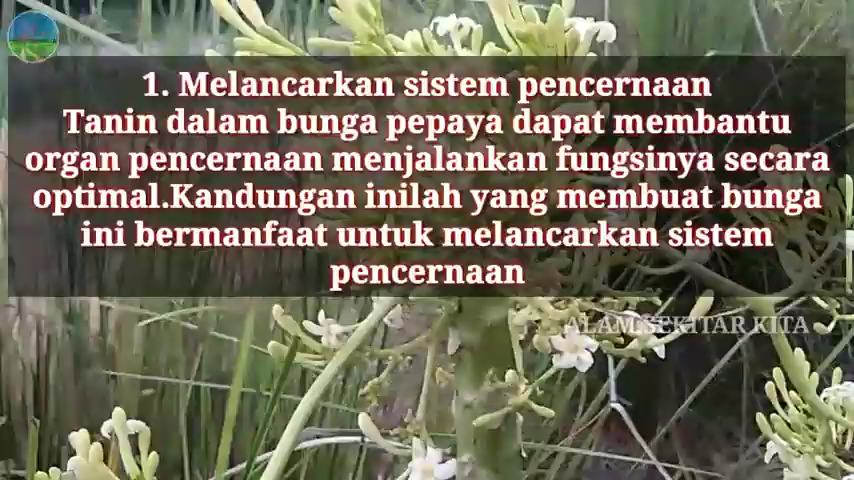 1. Melancarkan sistem pencernaan
Tanin dalam bunga pepaya dapat membantu
organ pencernaan menjalankan fungsinya secara
optimal.Kandungan inilah yang membuat bunga
ini bermanfaat untuk melancarkan sistem
pencernaan
ALAM SEKITAR KITA